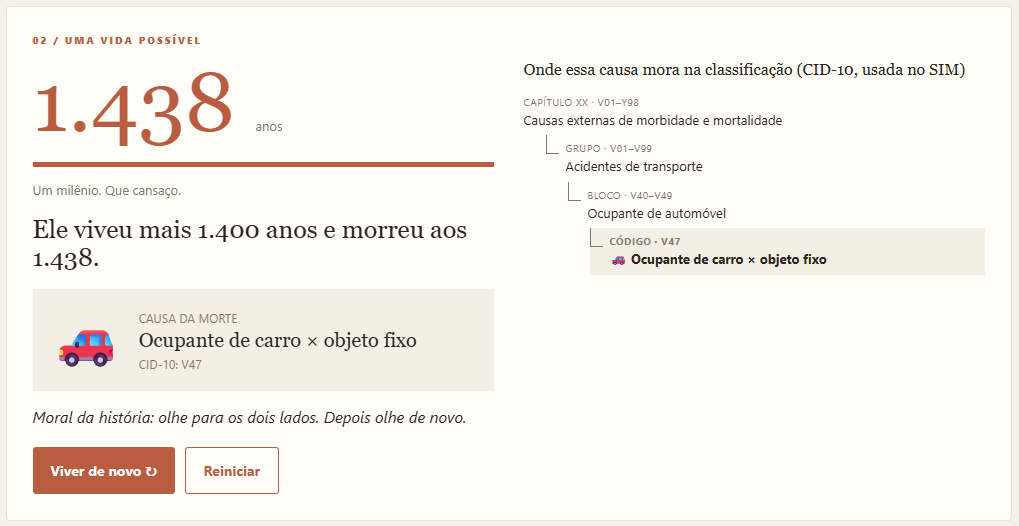 02 / UMA VIDA POSSÍVEL
1.438 anos
Um milênio. Que cansaço.
Ele viveu mais 1.400 anos e morreu aos
1.438.
CAUSA DA MORTE
Ocupante de carro × objeto fixo
CID-10: V47
Moral da história: olhe para os dois lados. Depois olhe de novo.
Viver de novo ↻
Reiniciar
Onde essa causa mora na classificação (CID-10, usada no SIM)
CAPÍTULO XX · V01–Y98
Causas externas de morbidade e mortalidade
GRUPO · V01–V99
Acidentes de transporte
BLOCO · V40–V49
Ocupante de automóvel
CÓDIGO · V47
Ocupante de carro × objeto fixo